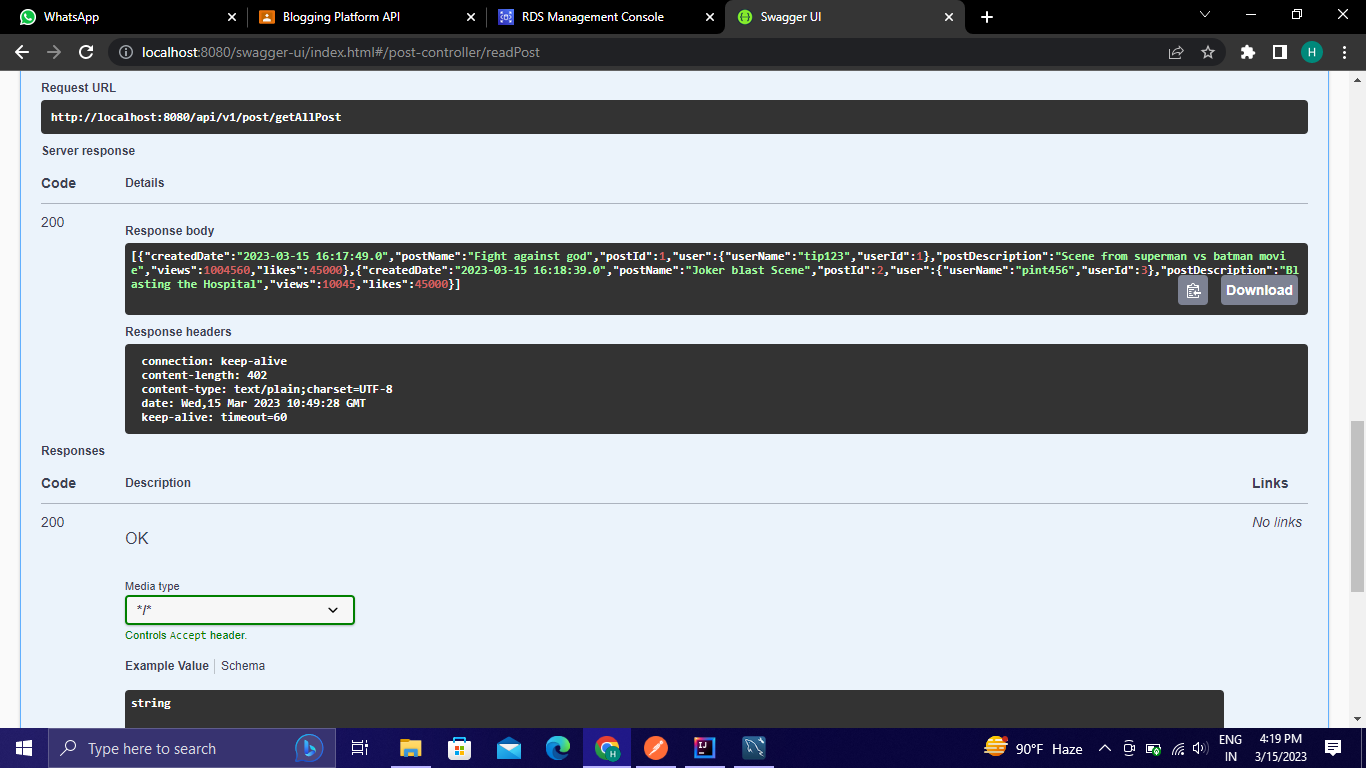 WhatsApp
Blogging Platform API
RDS Management Console
Swagger UI
localhost:8080/swagger-ui/index.html#/post-controller/readPost
H
Request URL
http://localhost:8080/api/v1/post/getAllPost
Server response
Code Details
200
Response body
[{"createdDate":"2023-03-15 16:17:49.0","postName":"Fight against god","postId":1,"user":{"userName":"tip123","userId":1},"postDescription":"Scene from superman vs batman movi
e","views":1004560,"likes":45000},{"createdDate":"2023-03-15 16:18:39.0","postName":"Joker blast Scene","postId":2,"user":{"userName":"pint456","userId":3},"postDescription":"Bl
asting the Hospital","views":10045,"likes":45000}]
Download
Response headers
connection: keep-alive
content-length: 402
content-type: text/plain;charset=UTF-8
date: Wed,15 Mar 2023 10:49:28 GMT
keep-alive: timeout=60
Responses
Code Description Links
200
OK
No links
Media type
*/*
Controls Accept header.
Example Value Schema
string
Type here to search
90°F Haze
ENG
IN
4:19 PM
3/15/2023